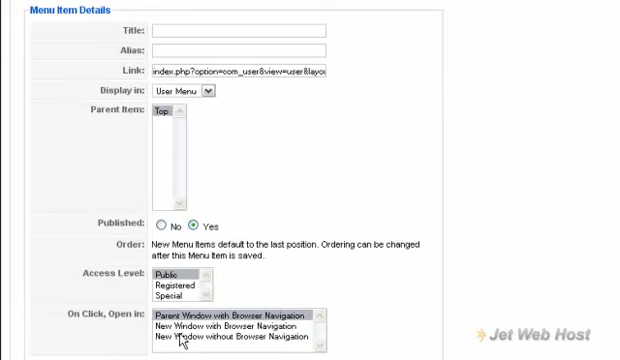 Menu Item Details
Title:
Alias:
Link: index.php?option=com_user&view=user&layou
Display in: User Menu
Parent Item: Top
Published: No Yes
Order: New Menu Items default to the last position. Ordering can be changed
after this Menu Item is saved.
Access Level: Public
Registered
Special
On Click, Open in: Parent Window with Browser Navigation
New Window with Browser Navigation
New Window without Browser Navigation
Jet Web Host